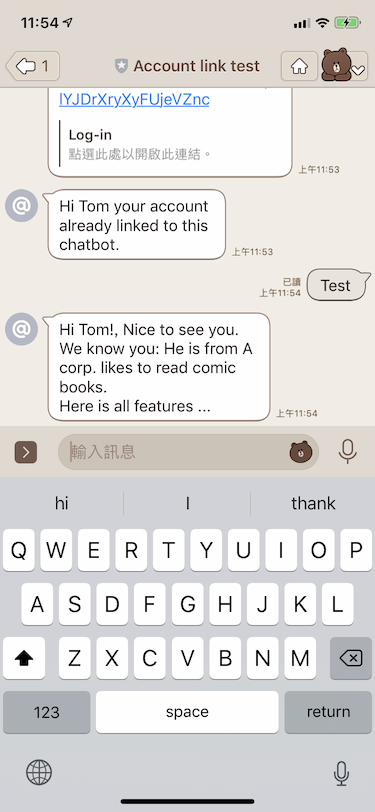 11:54
1
Account link test
lYJDrXryXyFUjeVZnc
Log-in
點選此處以開啟此連結。
上午11:53
@
Hi Tom your account
already linked to this
chatbot.
上午11:53
已讀
上午11:54
Test
@
Hi Tom!, Nice to see you.
We know you: He is from A
corp. likes to read comic
books.
Here is all features ...
上午11:54
輸入訊息
hi I thank
Q W E R T Y U I O P
A S D F G H J K L
Z X C V B N M
123 space return